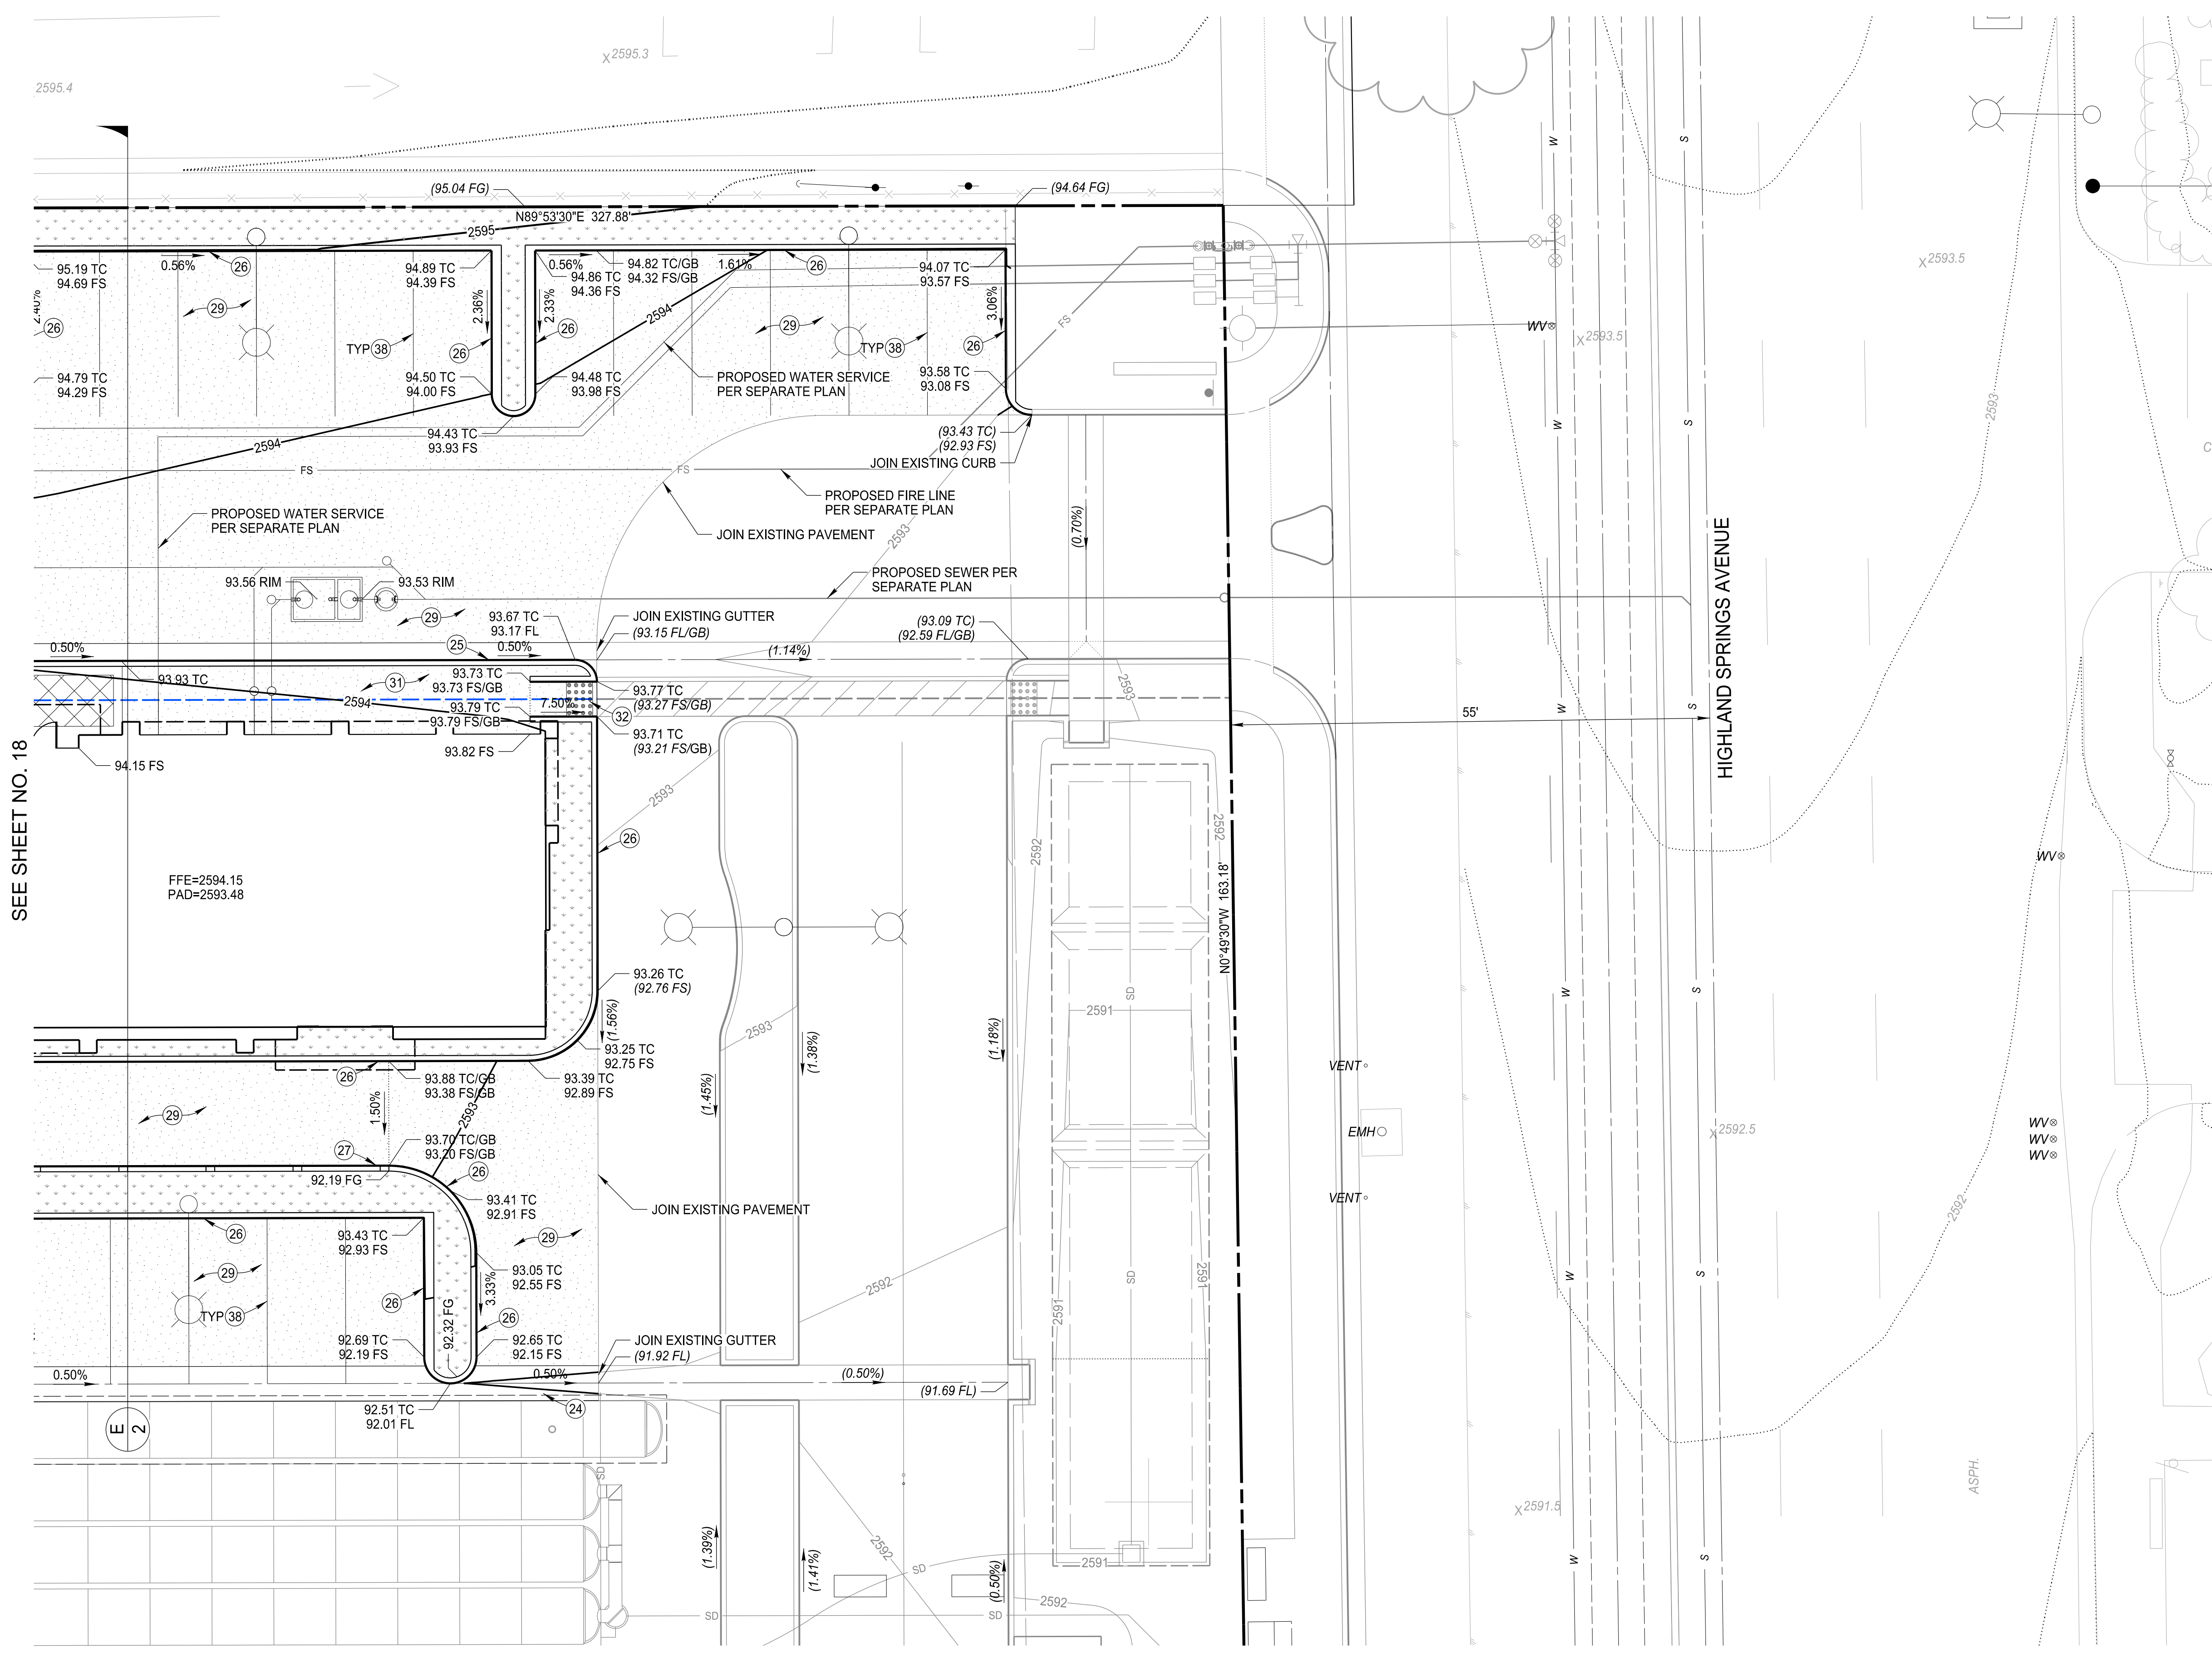 2595.3
2595.4
(95.04 FG)
(94.64 FG)
N89°53'30"E 327.88'
2595
95.19 TC
94.69 FS
0.56%
26
94.89 TC
94.39 FS
0.56%
94.86 TC
94.36 FS
94.82 TC/GB
94.32 FS/GB
1.61%
26
94.07 TC
93.57 FS
2.40%
26
29
2.36%
2.33%
26
2594
29
3.06%
FS
TYP 38
26
TYP 38
26
94.79 TC
94.29 FS
94.50 TC
94.00 FS
94.48 TC
93.98 FS
PROPOSED WATER SERVICE
PER SEPARATE PLAN
93.58 TC
93.08 FS
94.43 TC
93.93 FS
2594
(93.43 TC)
(92.93 FS)
JOIN EXISTING CURB
FS
FS
PROPOSED FIRE LINE
PER SEPARATE PLAN
PROPOSED WATER SERVICE
PER SEPARATE PLAN
JOIN EXISTING PAVEMENT
2593
(0.70%)
93.56 RIM
93.53 RIM
PROPOSED SEWER PER
SEPARATE PLAN
29
93.67 TC
93.17 FL
JOIN EXISTING GUTTER
(93.15 FL/GB)
(93.09 TC)
(92.59 FL/GB)
0.50%
25
0.50%
(1.14%)
93.93 TC
31
93.73 TC
93.73 FS/GB
93.77 TC
(93.27 FS/GB)
2594
93.79 TC
93.79 FS/GB
7.50%
32
93.71 TC
(93.21 FS/GB)
93.82 FS
94.15 FS
2593
2593
55'
HIGHLAND SPRINGS AVENUE
SEE SHEET NO. 18
26
2592
2592
FFE=2594.15
PAD=2593.48
N0°49'30"W 163.18'
93.26 TC
(92.76 FS)
SD
2591
(1.56%)
2593
(1.38%)
(1.18%)
93.25 TC
92.75 FS
26
93.88 TC/GB
93.38 FS/GB
93.39 TC
92.89 FS
(1.45%)
29
1.50%
2593
27
93.70 TC/GB
93.20 FS/GB
92.19 FG
26
93.41 TC
92.91 FS
JOIN EXISTING PAVEMENT
26
93.43 TC
92.93 FS
29
29
93.05 TC
92.55 FS
3.33%
2592
SD
2591
2591
TYP 38
26
92.32 FG
26
92.69 TC
92.19 FS
92.65 TC
92.15 FS
JOIN EXISTING GUTTER
(91.92 FL)
0.50%
0.50%
(0.50%)
(91.69 FL)
92.51 TC
92.01 FL
24
E
2
SD
(1.39%)
(1.41%)
2592
SD
(0.50%)
2591
2592
SD
SD
W
S
2593.5
WV
2593.5
W
S
2593
W
S
WV
W
S
VENT
EMH
2592.5
WV
WV
WV
VENT
2592
W
S
2591.5
ASPH.
W
S